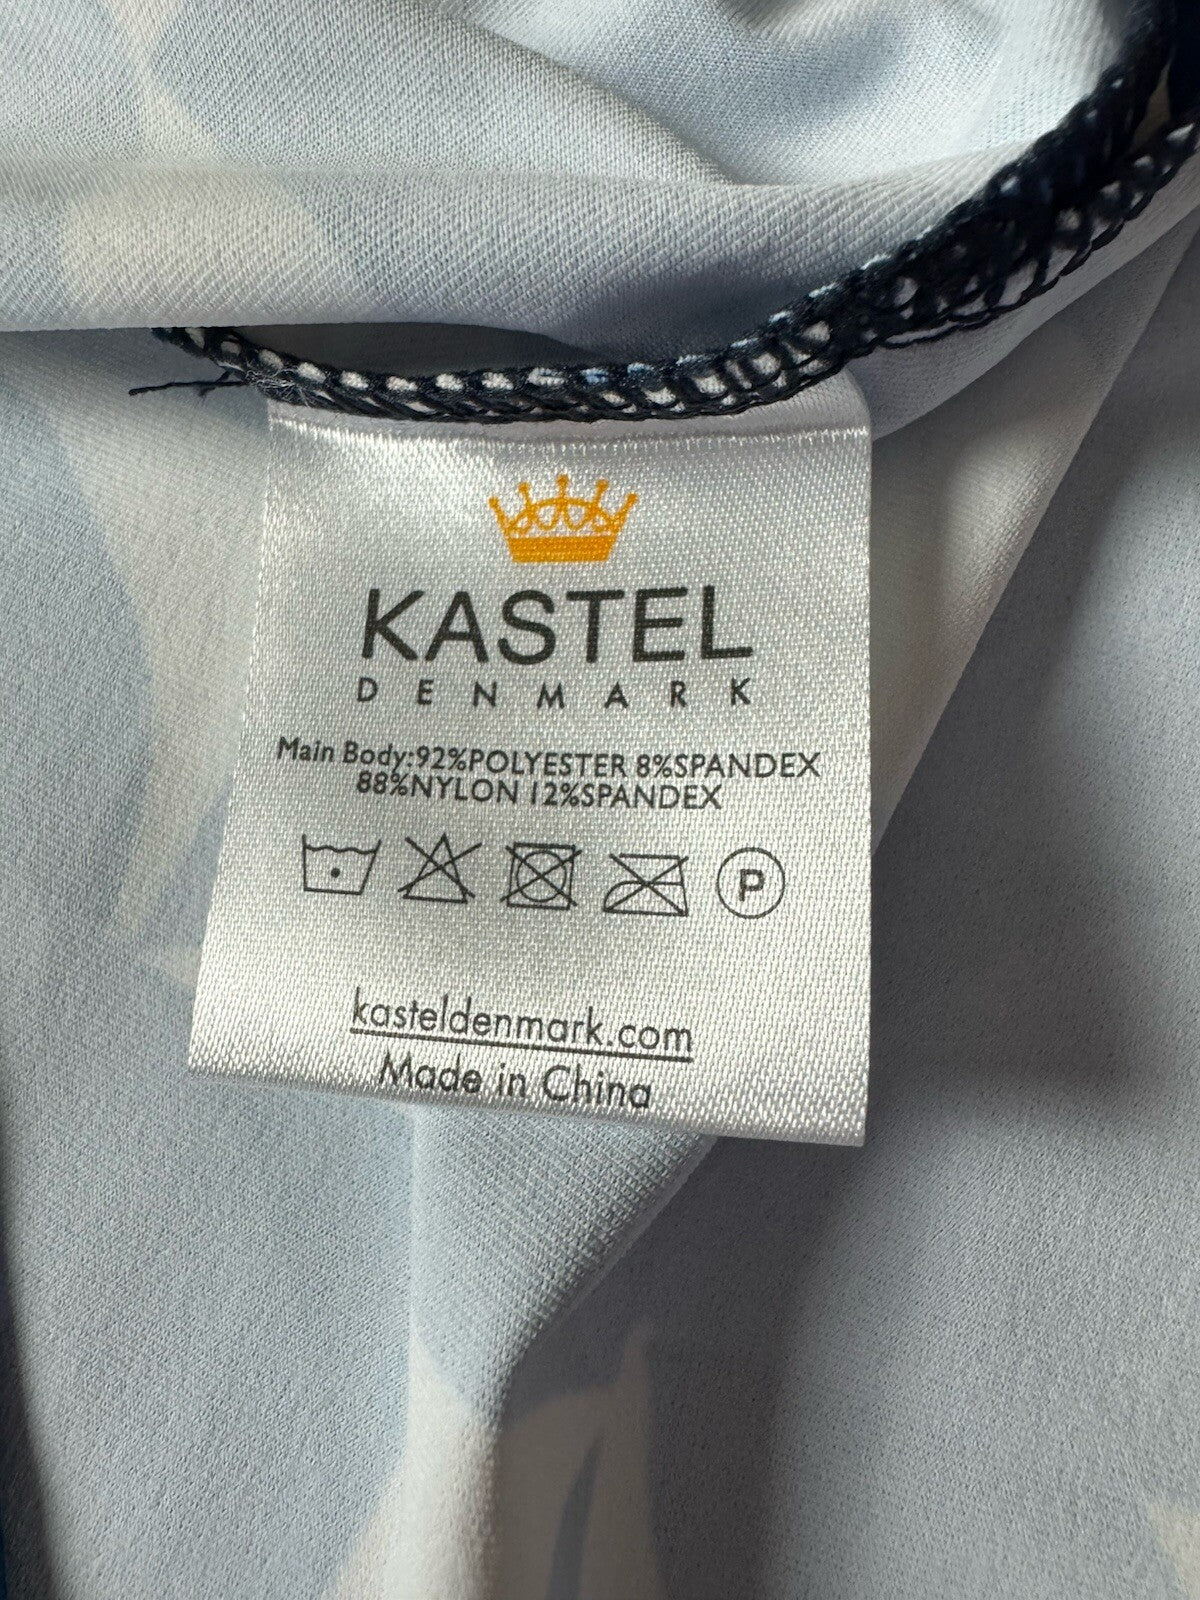 KASTEL
DENMARK
Main Body:92%POLYESTER 8%SPANDEX
88%NYLON 12%SPANDEX
P
kasteldenmark.com
Made in China